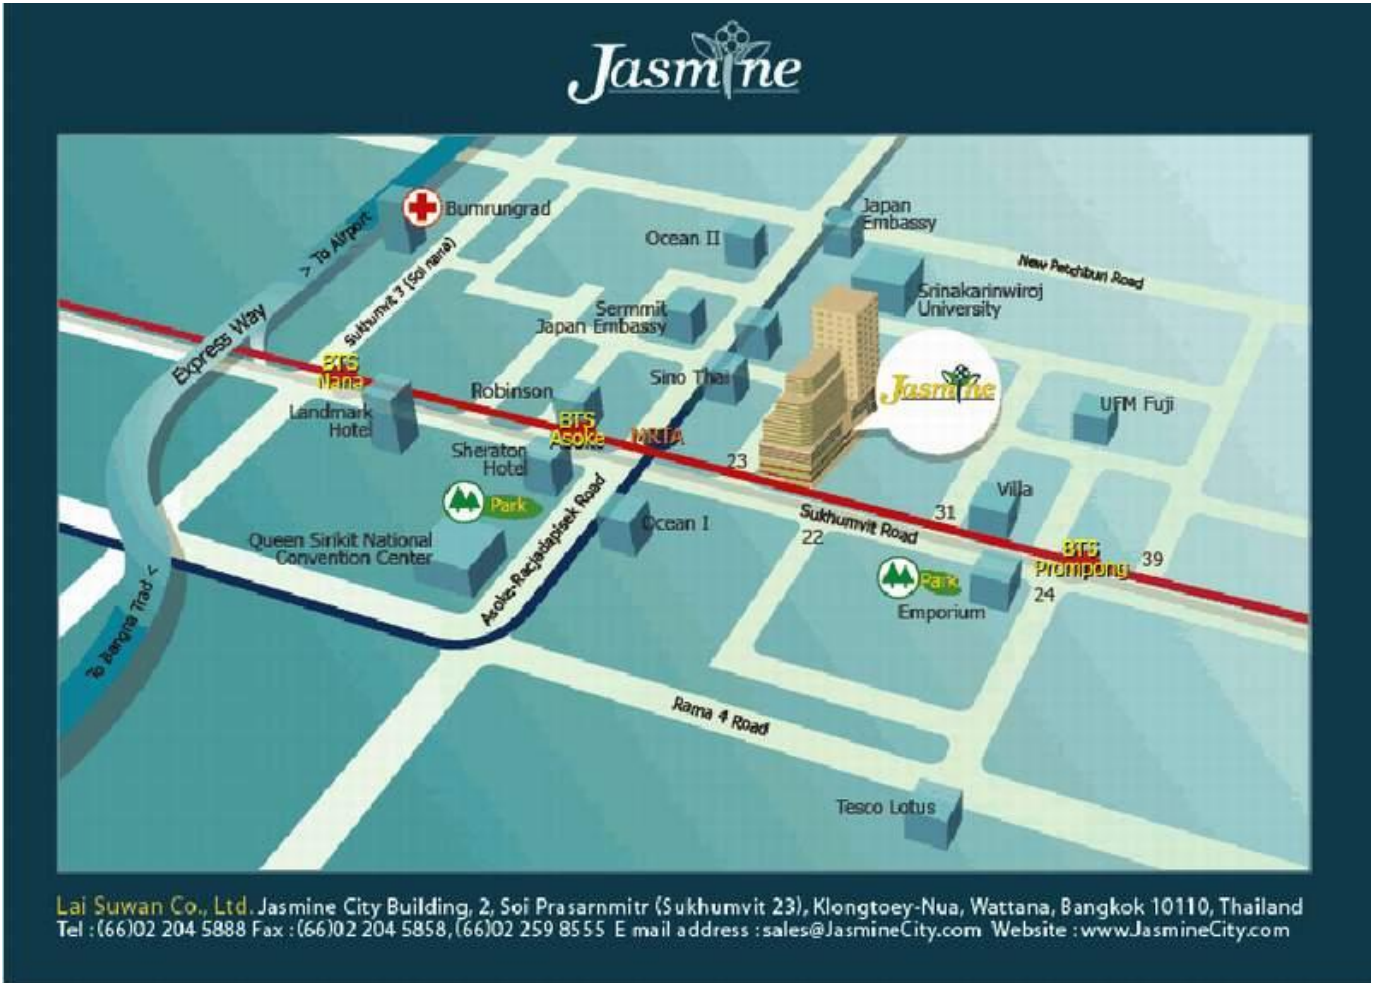 Jasmine
Bumrungrad
> To Airport
Sukhumvit 3 (Soi nana)
Express Way
Ocean II
Japan
Embassy
New Petchburi Road
Srinakarinwiroj
University
Sermmit
Japan Embassy
Sino Thai
Jasmine
UFM Fuji
BTS
Nana
Landmark
Hotel
Robinson
BTS
Asoke
MRTA
Sheraton
Hotel
23
Park
Queen Sirikit National
Convention Center
Asoke-Racjadapisek Road
Ocean I
Sukhumvit Road
22
31
Villa
BTS
Prompong
39
24
Park
Emporium
To Bangna Trad <
Rama 4 Road
Tesco Lotus
Lai Suwan Co., Ltd. Jasmine City Building, 2, Soi Prasarnmitr (Sukhumvit 23), Klongtoey-Nua, Wattana, Bangkok 10110, Thailand
Tel : (66)02 204 5888 Fax : (66)02 204 5858, (66)02 259 8555 E mail address : sales@JasmineCity.com Website : www.JasmineCity.com